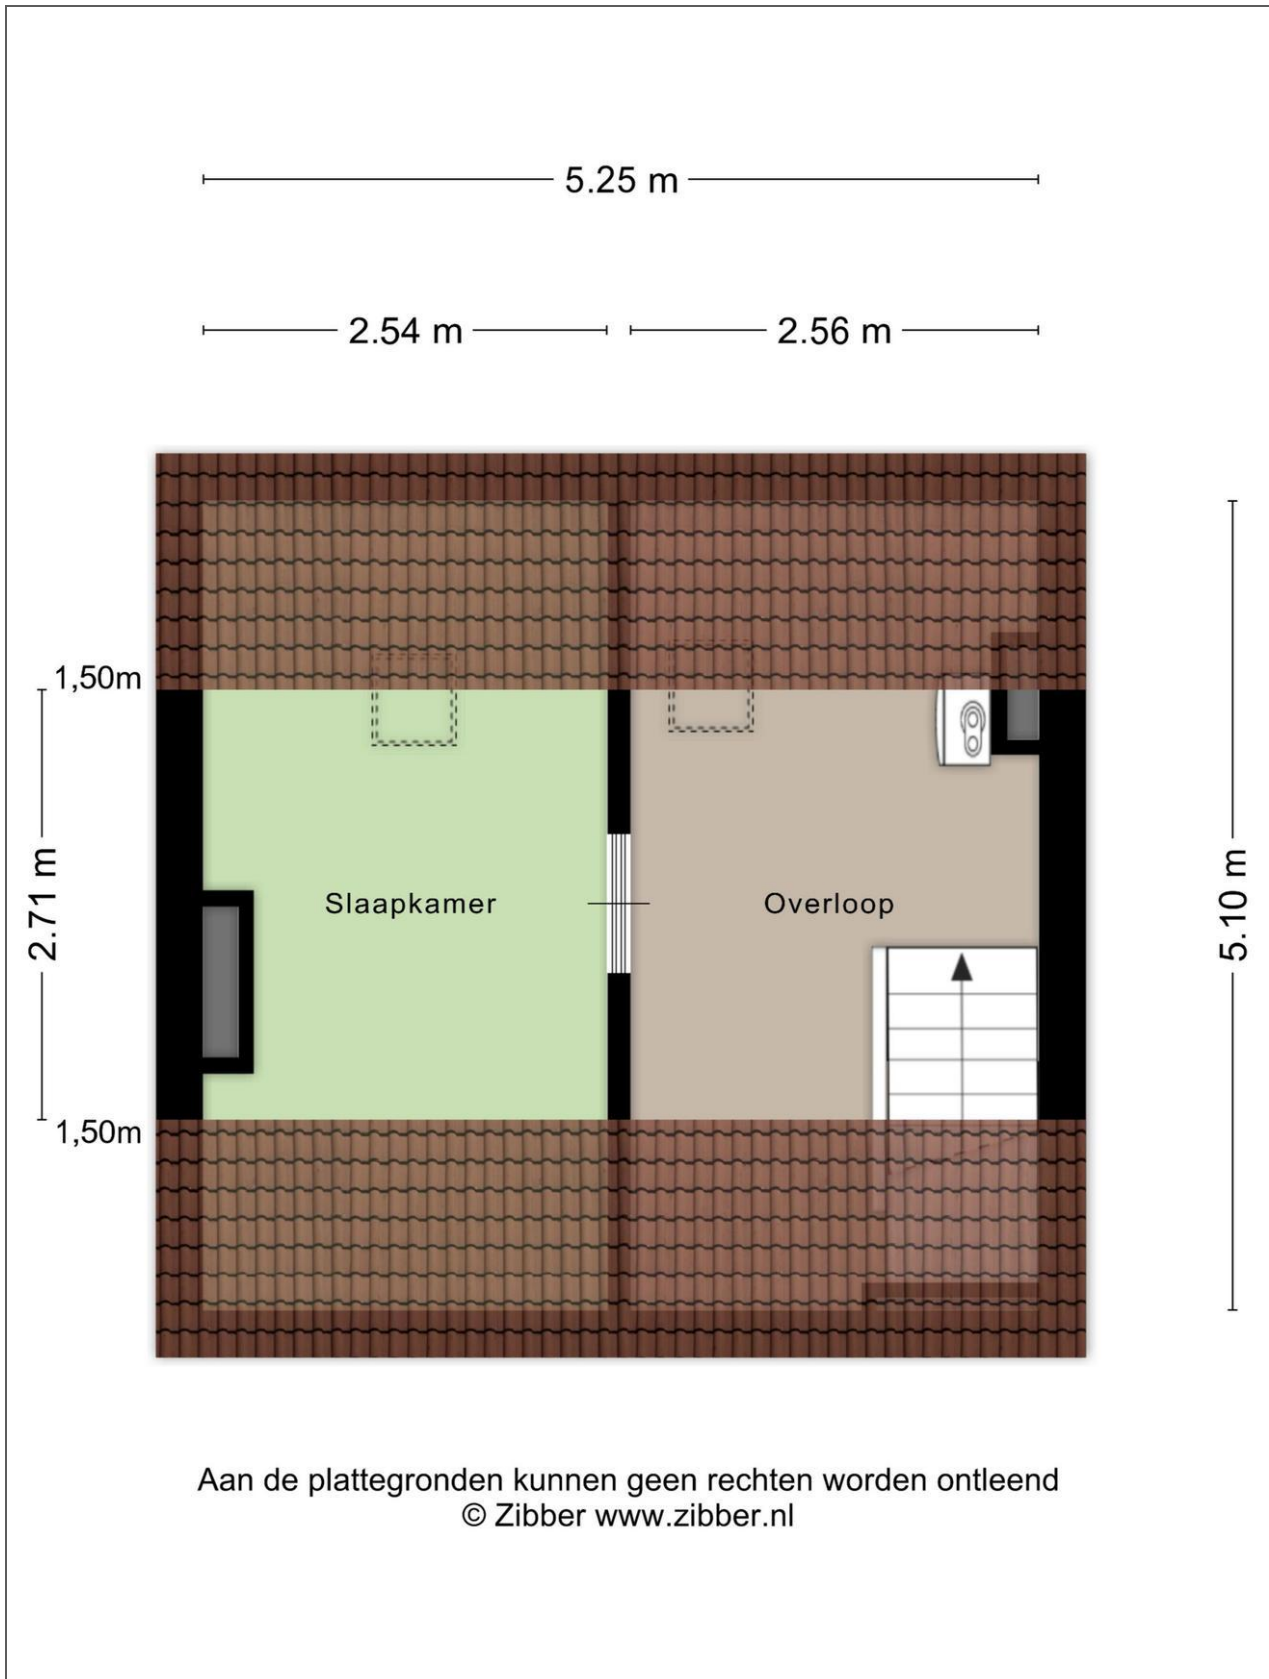 5.25 m
2.54 m
2.56 m
1,50m
2.71 m
Slaapkamer
Overloop
5.10 m
1,50m
Aan de plattegronden kunnen geen rechten worden ontleend
© Zibber www.zibber.nl